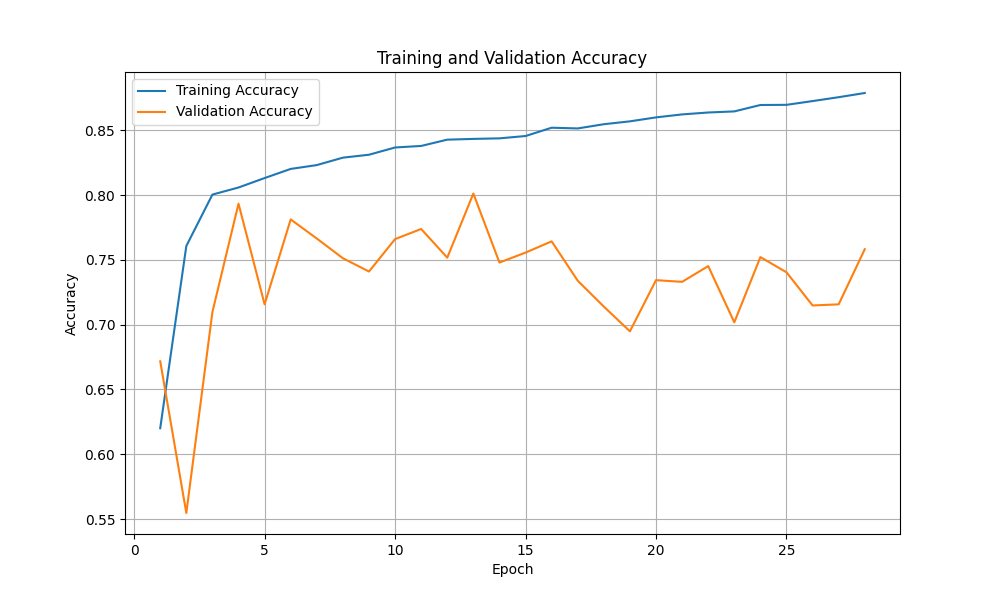 Training and Validation Accuracy
Training Accuracy
Validation Accuracy
Accuracy
0.85
0.80
0.75
0.70
0.65
0.60
0.55
0 5 10 15 20 25
Epoch